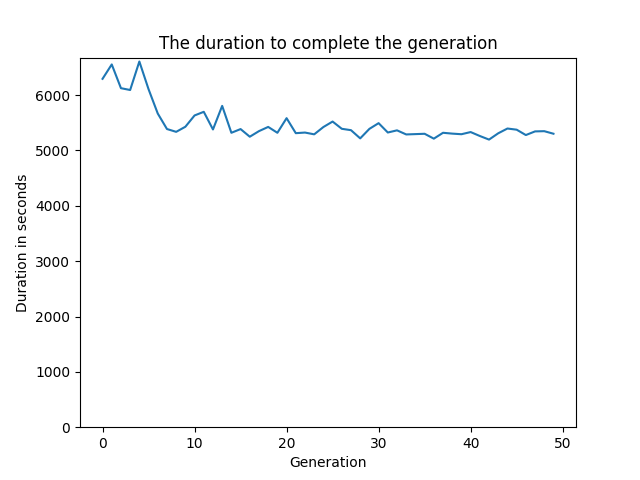 The duration to complete the generation
Duration in seconds
6000
5000
4000
3000
2000
1000
0
0 10 20 30 40 50
Generation